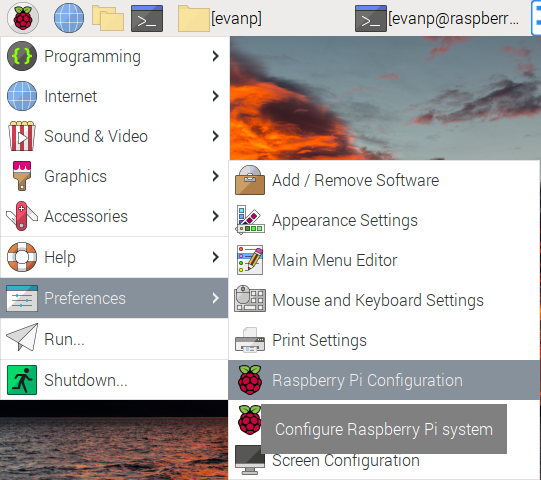 [evanp]
[evanp@raspberr...
Programming
Internet
Sound & Video
Graphics
Accessories
Help
Preferences
Run...
Shutdown...
Add / Remove Software
Appearance Settings
Main Menu Editor
Mouse and Keyboard Settings
Print Settings
Raspberry Pi Configuration
Configure Raspberry Pi system
Screen Configuration